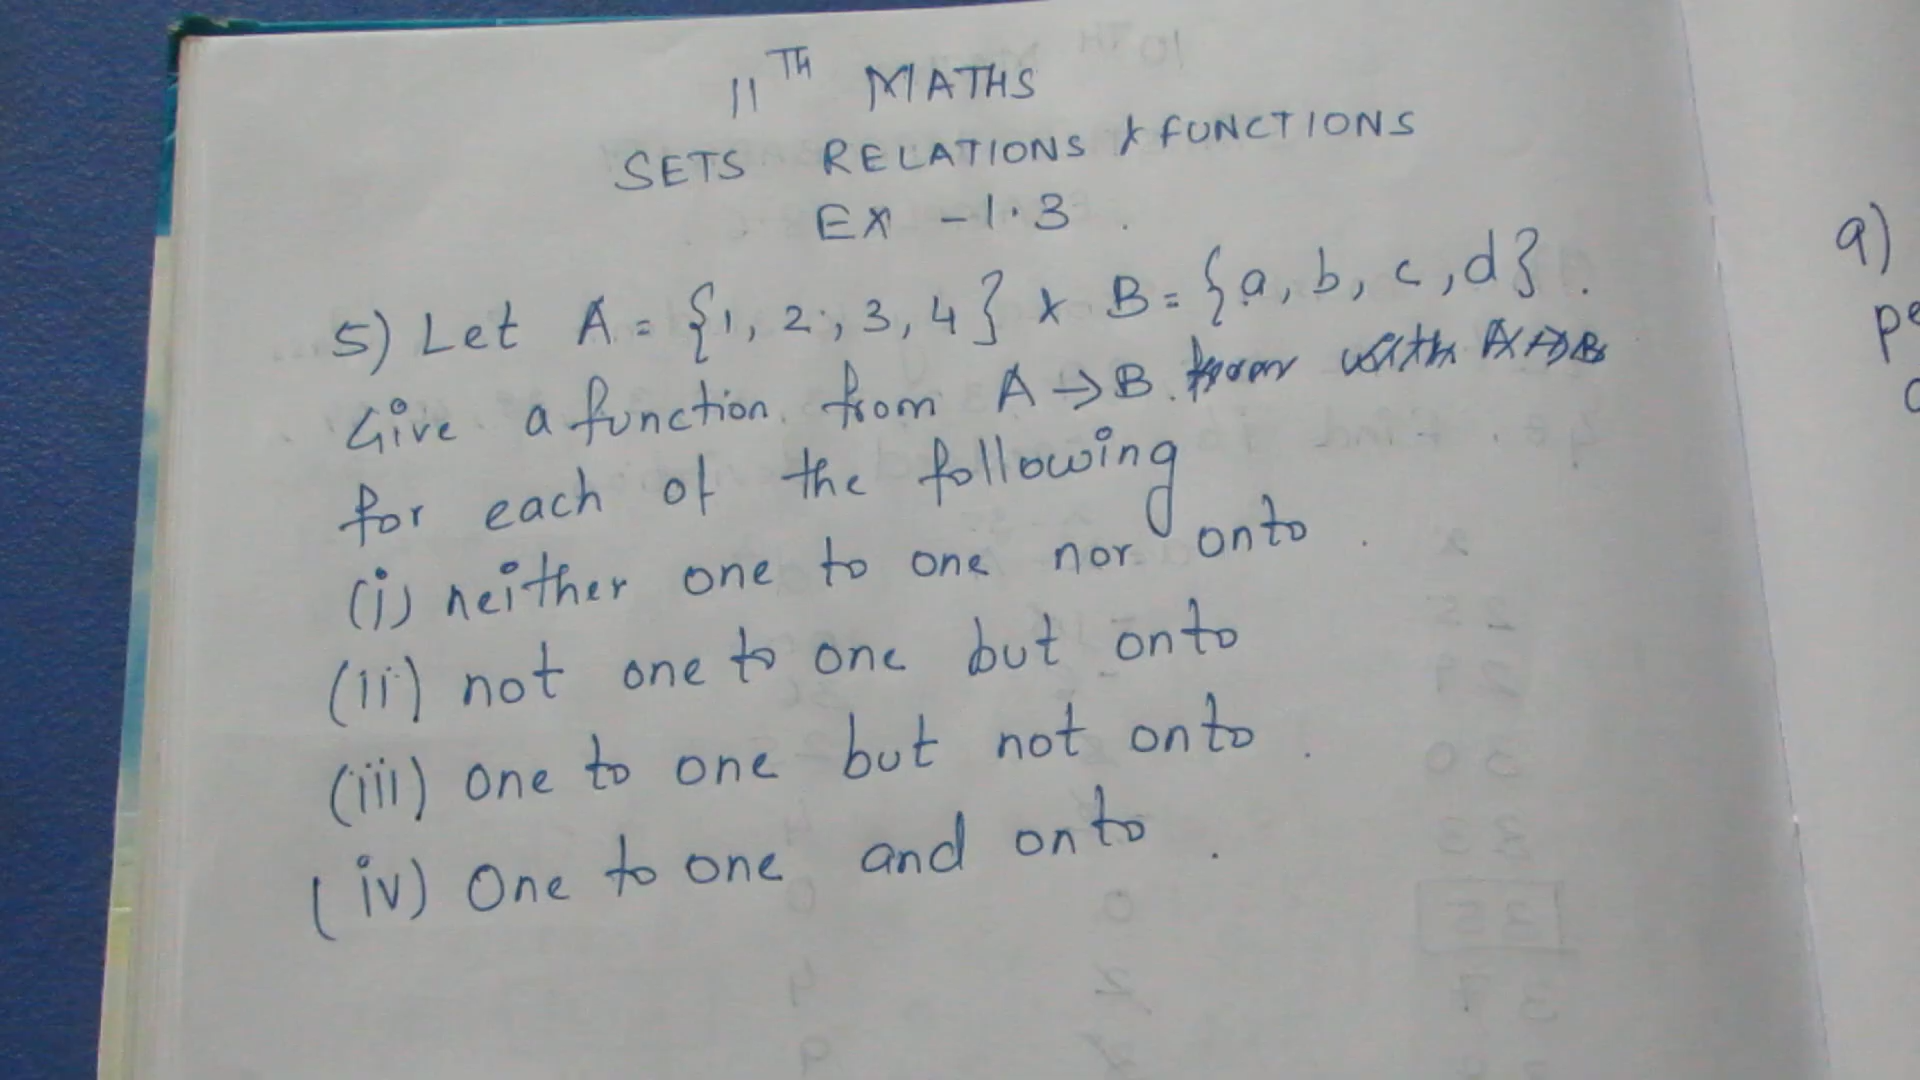 11TH MATHS
SETS RELATIONS & FUNCTIONS
EX - 1.3.
5) Let A = {1, 2, 3, 4} & B = {a, b, c, d}.
Give a function from A → B.
for each of the following
(i) neither one to one nor onto.
(ii) not one to one but onto
(iii) one to one but not onto.
(iv) One to one and onto.
9)
pe